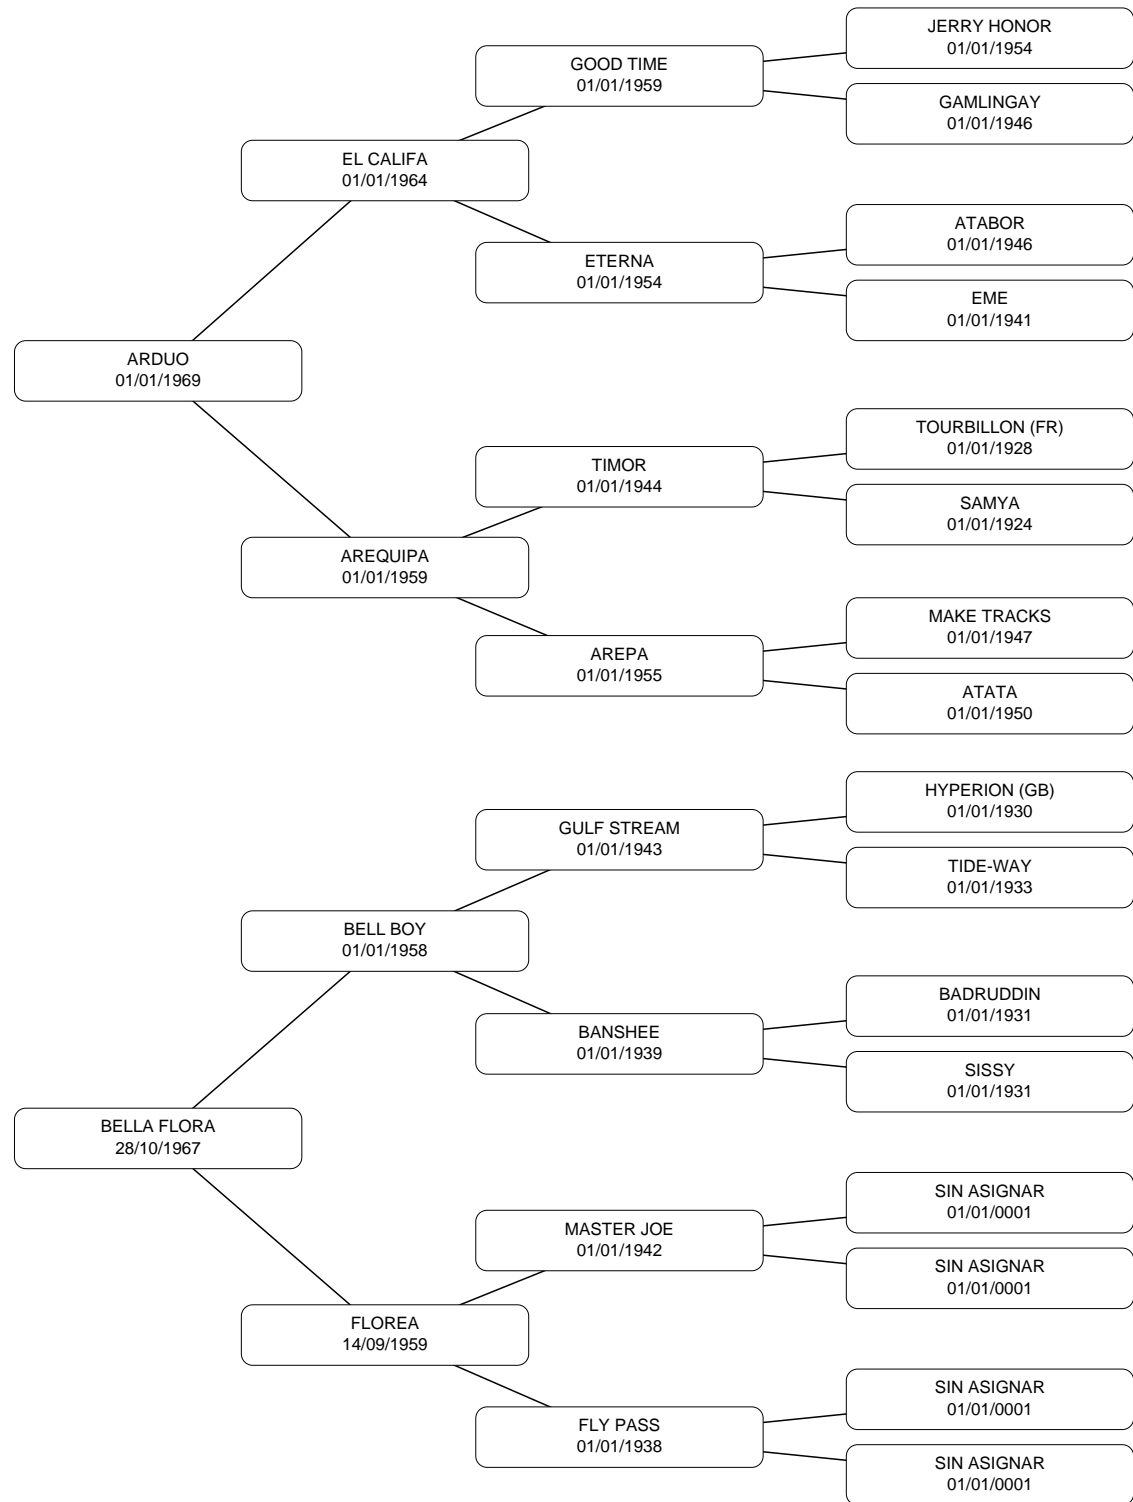 JERRY HONOR
01/01/1954
GOOD TIME
01/01/1959
GAMLINGAY
01/01/1946
EL CALIFA
01/01/1964
ATABOR
01/01/1946
ETERNA
01/01/1954
EME
01/01/1941
ARDUO
01/01/1969
TOURBILLON (FR)
01/01/1928
TIMOR
01/01/1944
SAMYA
01/01/1924
AREQUIPA
01/01/1959
MAKE TRACKS
01/01/1947
AREPA
01/01/1955
ATATA
01/01/1950
HYPERION (GB)
01/01/1930
GULF STREAM
01/01/1943
TIDE-WAY
01/01/1933
BELL BOY
01/01/1958
BADRUDDIN
01/01/1931
BANSHEE
01/01/1939
SISSY
01/01/1931
BELLA FLORA
28/10/1967
SIN ASIGNAR
01/01/0001
MASTER JOE
01/01/1942
SIN ASIGNAR
01/01/0001
FLOREA
14/09/1959
SIN ASIGNAR
01/01/0001
FLY PASS
01/01/1938
SIN ASIGNAR
01/01/0001